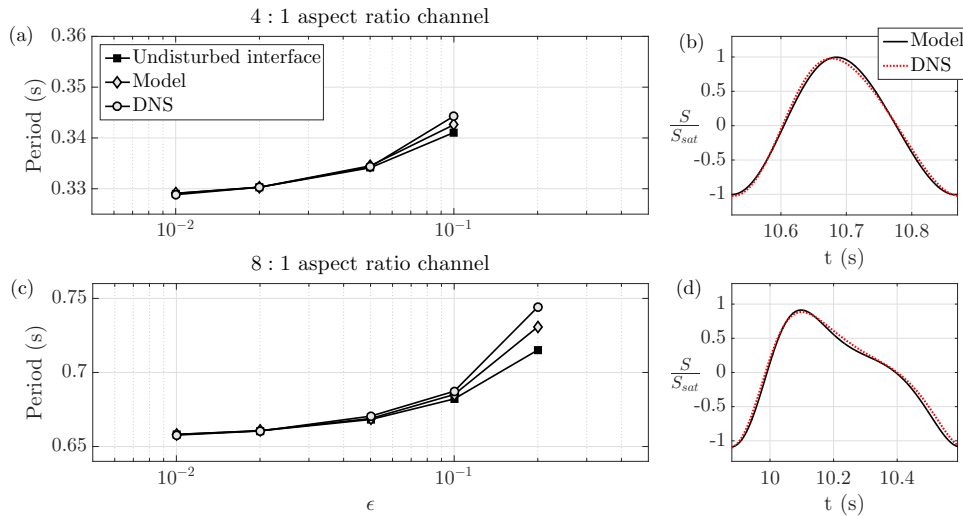 4 : 1 aspect ratio channel
(a)
0.36
0.35
0.34
0.33
Period (s)
Undisturbed interface
Model
DNS
10⁻²
10⁻¹
(b)
Model
DNS
1
0.5
0
-0.5
-1
S
S_sat
10.6
10.7
10.8
t (s)
8 : 1 aspect ratio channel
(c)
0.75
0.7
0.65
Period (s)
10⁻²
10⁻¹
ϵ
(d)
1
0.5
0
-0.5
-1
S
S_sat
10
10.2
10.4
t (s)